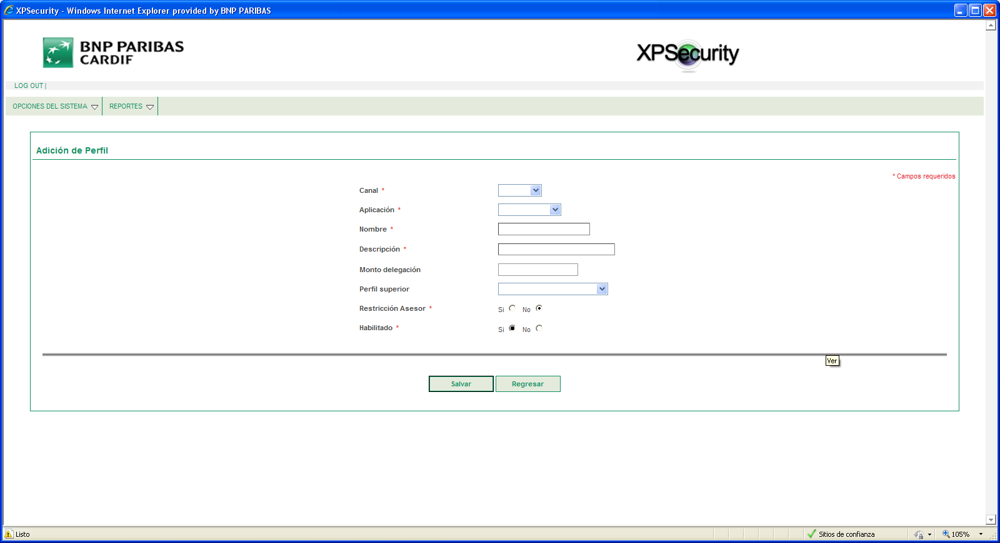 XPSecurity - Windows Internet Explorer provided by BNP PARIBAS
BNP PARIBAS
CARDIF
XPSecurity
LOG OUT |
OPCIONES DEL SISTEMA
REPORTES
Adición de Perfil
* Campos requeridos
Canal *
Aplicación *
Nombre *
Descripción *
Monto delegación
Perfil superior
Restricción Asesor * Si No
Habilitado * Si No
Ver
Salvar Regresar
Listo Sitios de confianza 105%